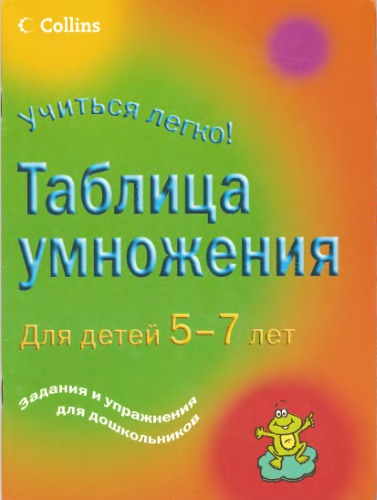 Collins
Учиться легко!
Таблица
умножения
Для детей 5–7 лет
Задания и упражнения
для дошкольников